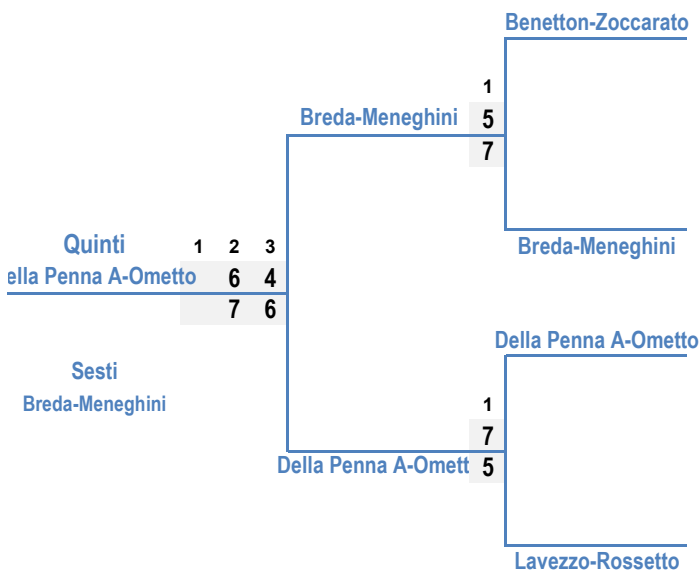 Benetton-Zoccarato
1
Breda-Meneghini 5
7
Quinti 1 2 3
Breda-Meneghini
ella Penna A-Ometto 6 4
7 6
Della Penna A-Ometto
Sesti
Breda-Meneghini
1
7
Della Penna A-Omett 5
Lavezzo-Rossetto